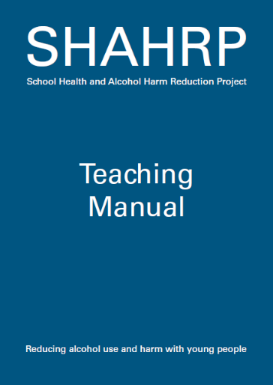 SHAHRP
School Health and Alcohol Harm Reduction Project
Teaching
Manual
Reducing alcohol use and harm with young people